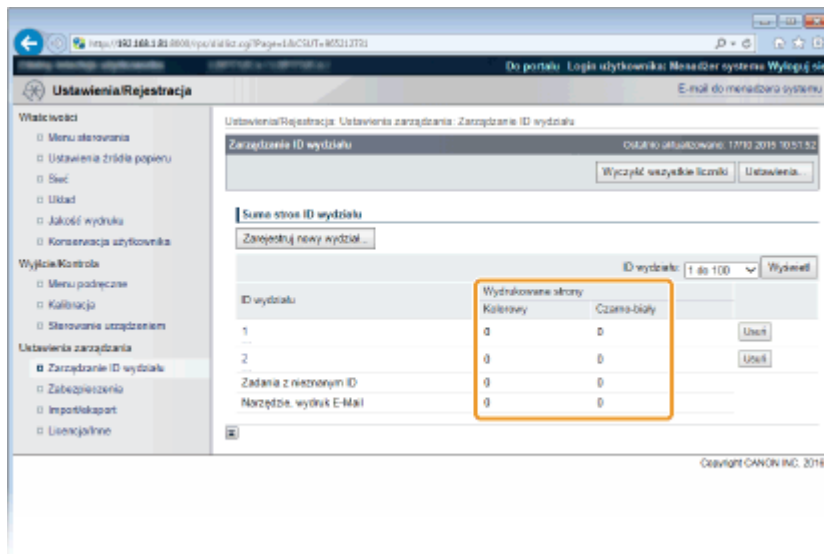 Do portalu Login użytkownika: Menadżer systemu Wyloguj się
Ustawienia/Rejestracja
E-mail do menadżera systemu
Właściwości
Menu sterowania
Ustawienia źródła papieru
Sieć
Układ
Jakość wydruku
Konserwacja użytkownika
Wyjście/Kontrola
Menu podręczne
Kalibracja
Sterowanie urządzeniem
Ustawienia zarządzania
Zarządzanie ID wydziału
Zabezpieczenia
Import/eksport
Licencja/Inne
Ustawienia/Rejestracja: Ustawienia zarządzania: Zarządzanie ID wydziału
Zarządzanie ID wydziału
Ostatnio aktualizowano: 17/10 2015 10:51:52
Wyczyść wszystkie liczniki
Ustawienia...
Suma stron ID wydziału
Zarejestruj nowy wydział...
ID wydziału: 1 do 100 Wyświetl
ID wydziału
Wydrukowane strony
Kolorowy Czarno-biały
1 0 0 Usuń
2 0 0 Usuń
Zadania z nieznanym ID 0 0
Narzędzie, wydruk E-Mail 0 0
Copyright CANON INC. 2015